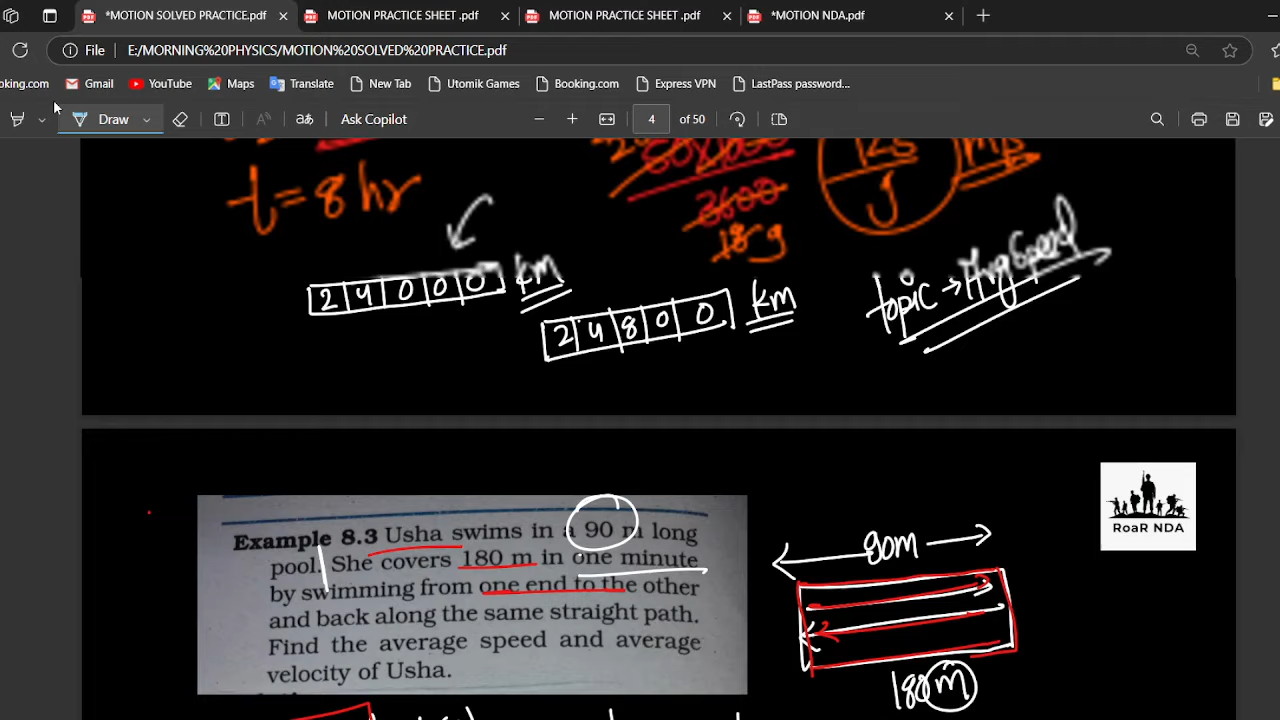 *MOTION SOLVED PRACTICE.pdf
MOTION PRACTICE SHEET .pdf
MOTION PRACTICE SHEET .pdf
*MOTION NDA.pdf
File
E:/MORNING%20PHYSICS/MOTION%20SOLVED%20PRACTICE.pdf
oking.com
Gmail
YouTube
Maps
Translate
New Tab
Utomik Games
Booking.com
Express VPN
LastPass password...
Draw
Ask Copilot
4 of 50
t = 8 hr
3600
18 9
24000 km
24800 km
topic → Avg Speed
RoaR NDA
Example 8.3 Usha swims in a 90 m long
pool. She covers 180 m in one minute
by swimming from one end to the other
and back along the same straight path.
Find the average speed and average
velocity of Usha.
90m
180m